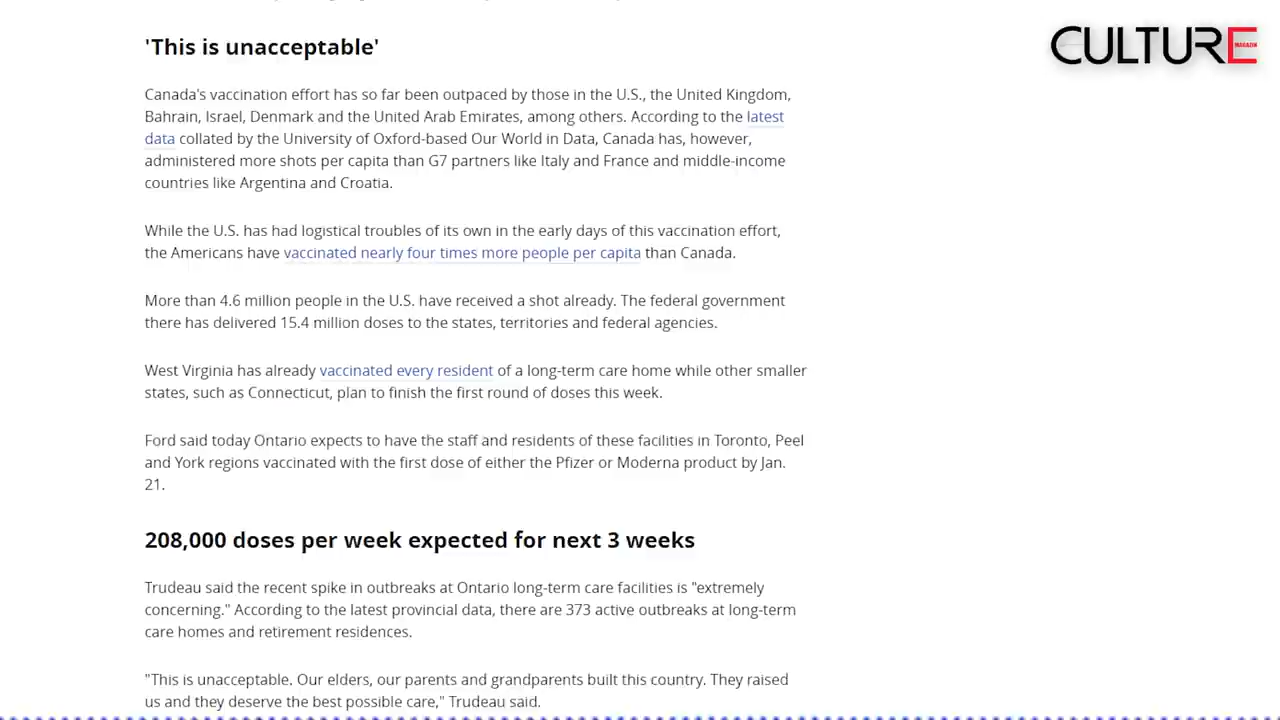 CULTURE
MAGAZIN
'This is unacceptable'
Canada's vaccination effort has so far been outpaced by those in the U.S., the United Kingdom,
Bahrain, Israel, Denmark and the United Arab Emirates, among others. According to the latest
data collated by the University of Oxford-based Our World in Data, Canada has, however,
administered more shots per capita than G7 partners like Italy and France and middle-income
countries like Argentina and Croatia.
While the U.S. has had logistical troubles of its own in the early days of this vaccination effort,
the Americans have vaccinated nearly four times more people per capita than Canada.
More than 4.6 million people in the U.S. have received a shot already. The federal government
there has delivered 15.4 million doses to the states, territories and federal agencies.
West Virginia has already vaccinated every resident of a long-term care home while other smaller
states, such as Connecticut, plan to finish the first round of doses this week.
Ford said today Ontario expects to have the staff and residents of these facilities in Toronto, Peel
and York regions vaccinated with the first dose of either the Pfizer or Moderna product by Jan.
21.
208,000 doses per week expected for next 3 weeks
Trudeau said the recent spike in outbreaks at Ontario long-term care facilities is "extremely
concerning." According to the latest provincial data, there are 373 active outbreaks at long-term
care homes and retirement residences.
"This is unacceptable. Our elders, our parents and grandparents built this country. They raised
us and they deserve the best possible care," Trudeau said.